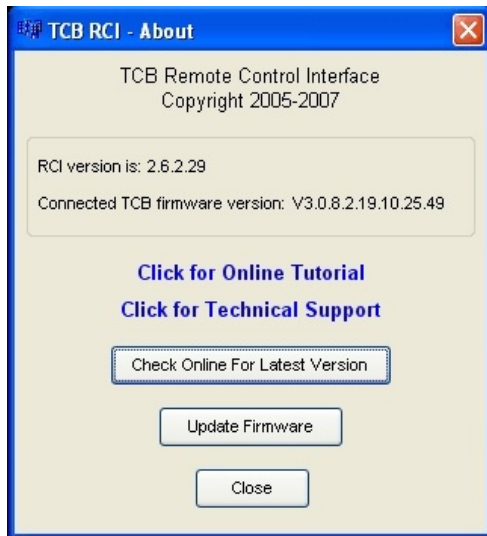 TCB RCI - About
TCB Remote Control Interface
Copyright 2005-2007
RCI version is: 2.6.2.29
Connected TCB firmware version: V3.0.8.2.19.10.25.49
Click for Online Tutorial
Click for Technical Support
Check Online For Latest Version
Update Firmware
Close